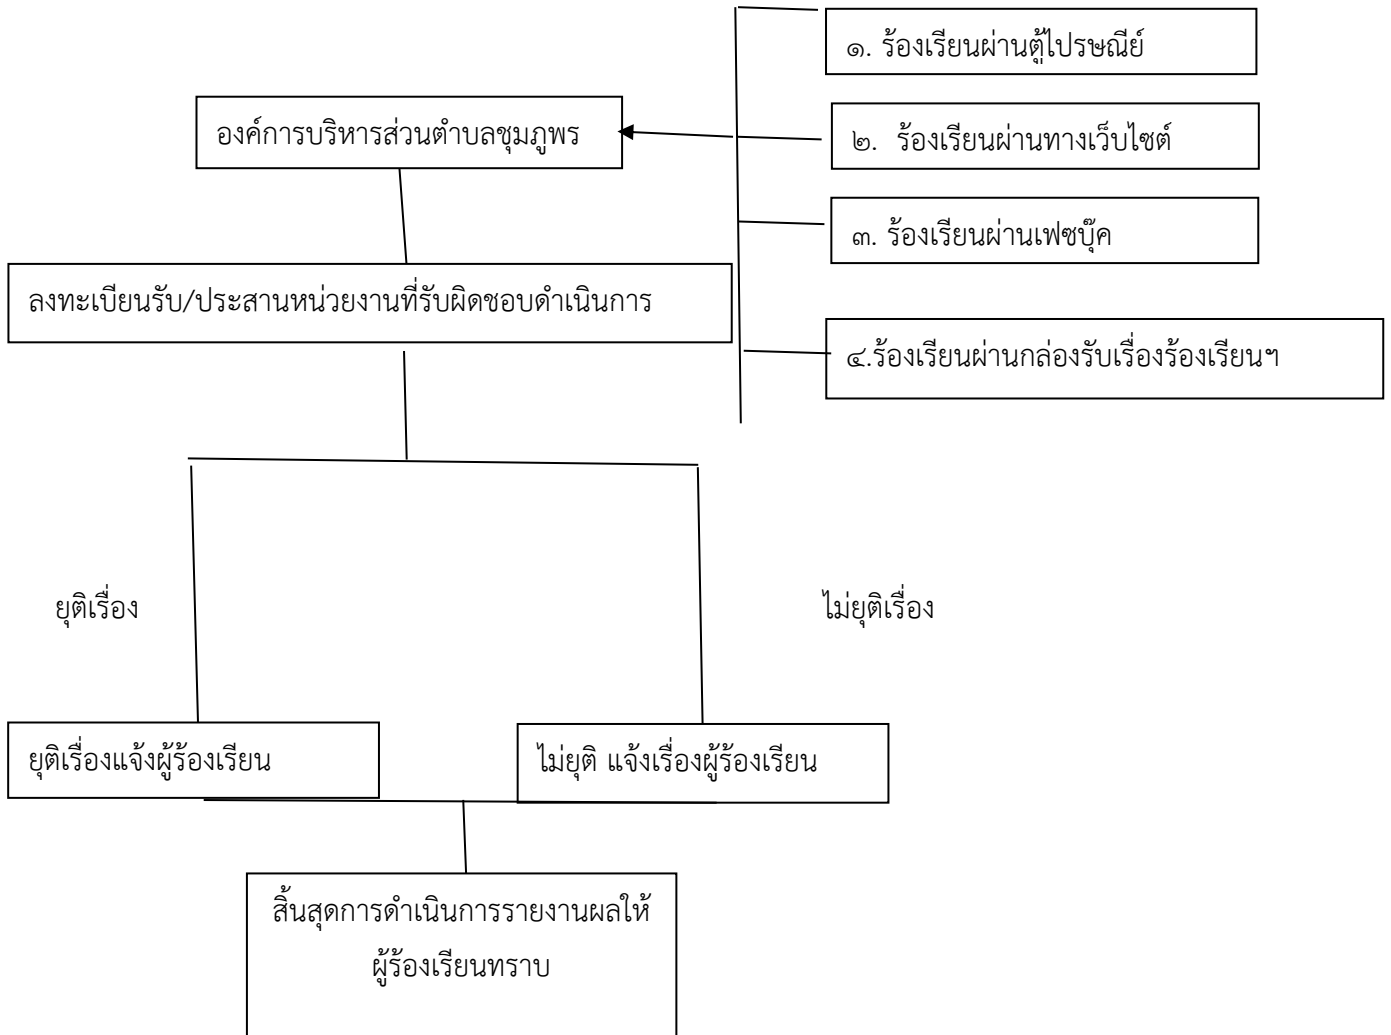 ๑. ร้องเรียนผ่านตู้ไปรษณีย์
องค์การบริหารส่วนตำบลชุมภูพร
๒. ร้องเรียนผ่านทางเว็บไซต์
๓. ร้องเรียนผ่านเฟซบุ๊ค
ลงทะเบียนรับ/ประสานหน่วยงานที่รับผิดชอบดำเนินการ
๔.ร้องเรียนผ่านกล่องรับเรื่องร้องเรียนฯ
ยุติเรื่อง
ไม่ยุติเรื่อง
ยุติเรื่องแจ้งผู้ร้องเรียน
ไม่ยุติ แจ้งเรื่องผู้ร้องเรียน
สิ้นสุดการดำเนินการรายงานผลให้
ผู้ร้องเรียนทราบ